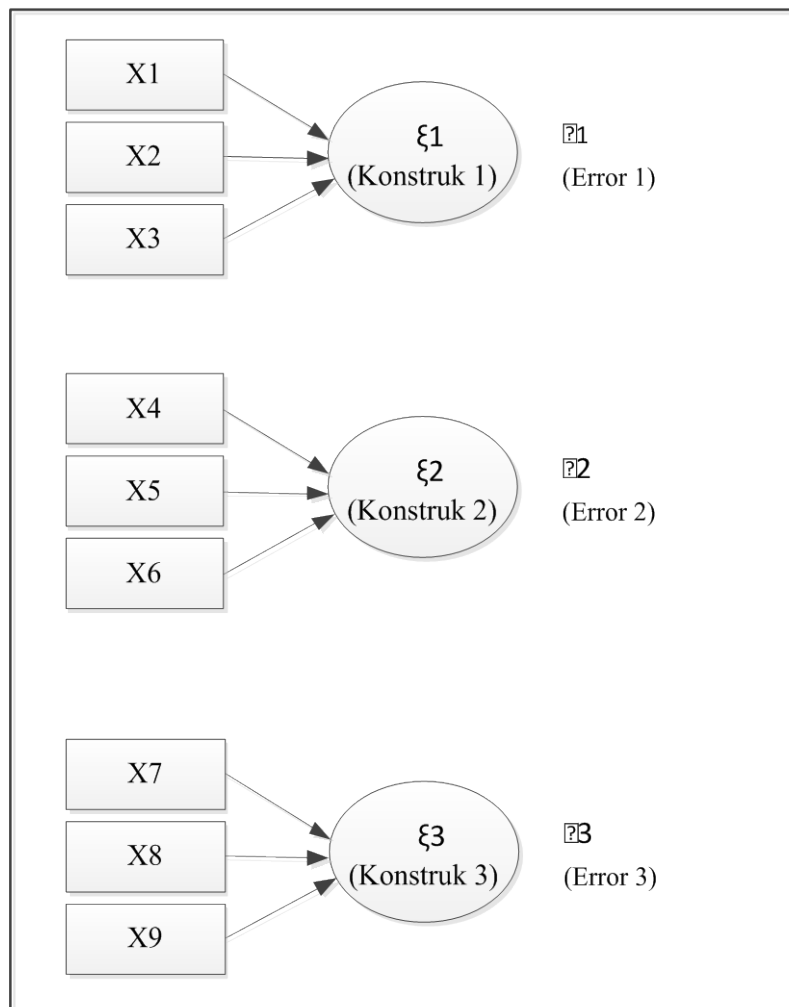 X1
X2
X3
ξ1
(Konstruk 1)
1
(Error 1)
X4
X5
X6
ξ2
(Konstruk 2)
2
(Error 2)
X7
X8
X9
ξ3
(Konstruk 3)
3
(Error 3)